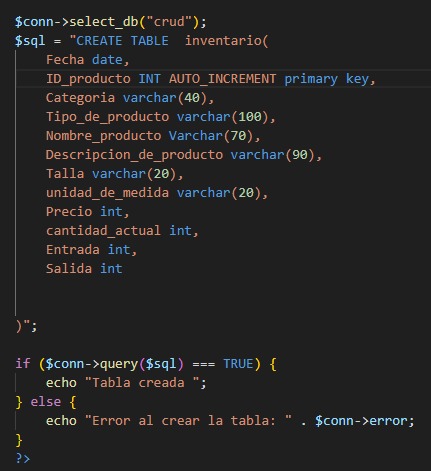 $conn->select_db("crud");
$sql = "CREATE TABLE  inventario(
    Fecha date,
    ID_producto INT AUTO_INCREMENT primary key,
    Categoria varchar(40),
    Tipo_de_producto varchar(100),
    Nombre_producto Varchar(70),
    Descripcion_de_producto varchar(90),
    Talla varchar(20),
    unidad_de_medida varchar(20),
    Precio int,
    cantidad_actual int,
    Entrada int,
    Salida int
)";
if ($conn->query($sql) === TRUE) {
    echo "Tabla creada ";
} else {
    echo "Error al crear la tabla: " . $conn->error;
}
?>